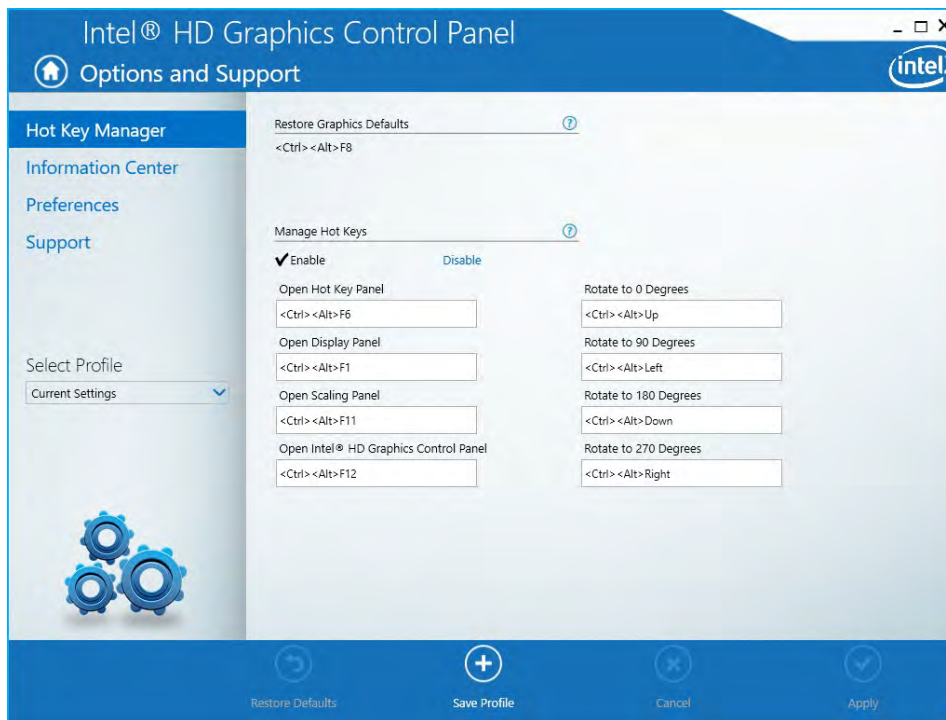 Intel® HD Graphics Control Panel
Options and Support
intel
Hot Key Manager
Information Center
Preferences
Support
Select Profile
Current Settings
Restore Graphics Defaults
<Ctrl><Alt>F8
Manage Hot Keys
Enable
Disable
Open Hot Key Panel
<Ctrl><Alt>F6
Open Display Panel
<Ctrl><Alt>F1
Open Scaling Panel
<Ctrl><Alt>F11
Open Intel® HD Graphics Control Panel
<Ctrl><Alt>F12
Rotate to 0 Degrees
<Ctrl><Alt>Up
Rotate to 90 Degrees
<Ctrl><Alt>Left
Rotate to 180 Degrees
<Ctrl><Alt>Down
Rotate to 270 Degrees
<Ctrl><Alt>Right
Restore Defaults
Save Profile
Cancel
Apply